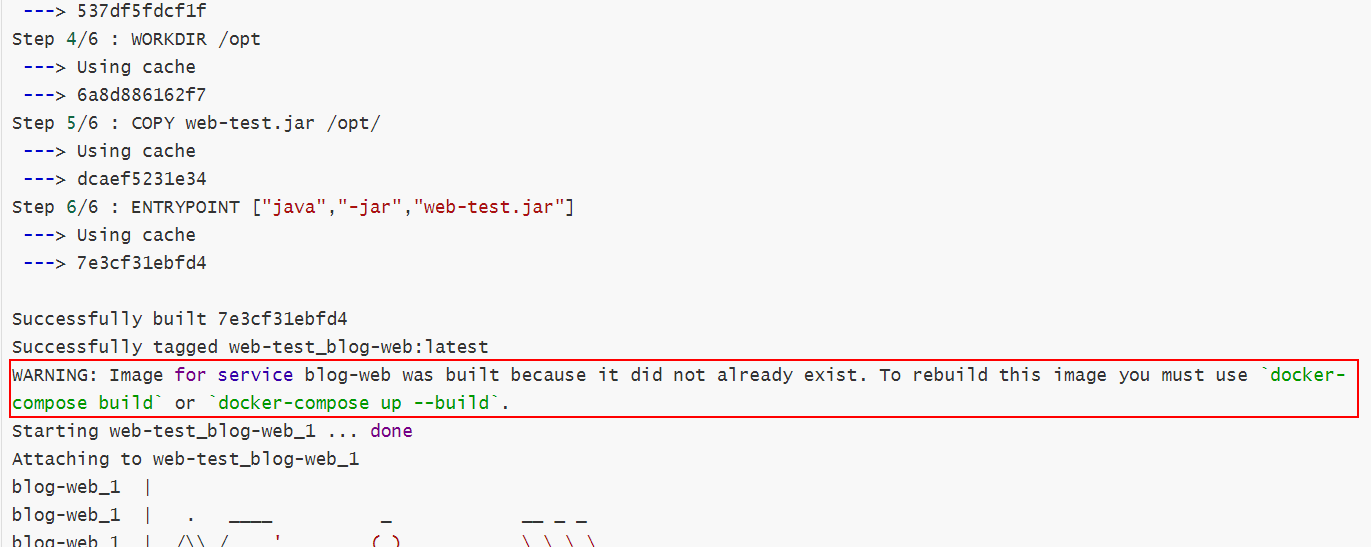 ---> 537df5fdcf1f
Step 4/6 : WORKDIR /opt
 ---> Using cache
 ---> 6a8d886162f7
Step 5/6 : COPY web-test.jar /opt/
 ---> Using cache
 ---> dcaef5231e34
Step 6/6 : ENTRYPOINT ["java","-jar","web-test.jar"]
 ---> Using cache
 ---> 7e3cf31ebfd4
Successfully built 7e3cf31ebfd4
Successfully tagged web-test_blog-web:latest
WARNING: Image for service blog-web was built because it did not already exist. To rebuild this image you must use `docker-
compose build` or `docker-compose up --build`.
Starting web-test_blog-web_1 ... done
Attaching to web-test_blog-web_1
blog-web_1  |
blog-web_1  |   .   ____          _            __ _ _
blog-web_1  |  /\\ /    '        ( )           \ \ \ \